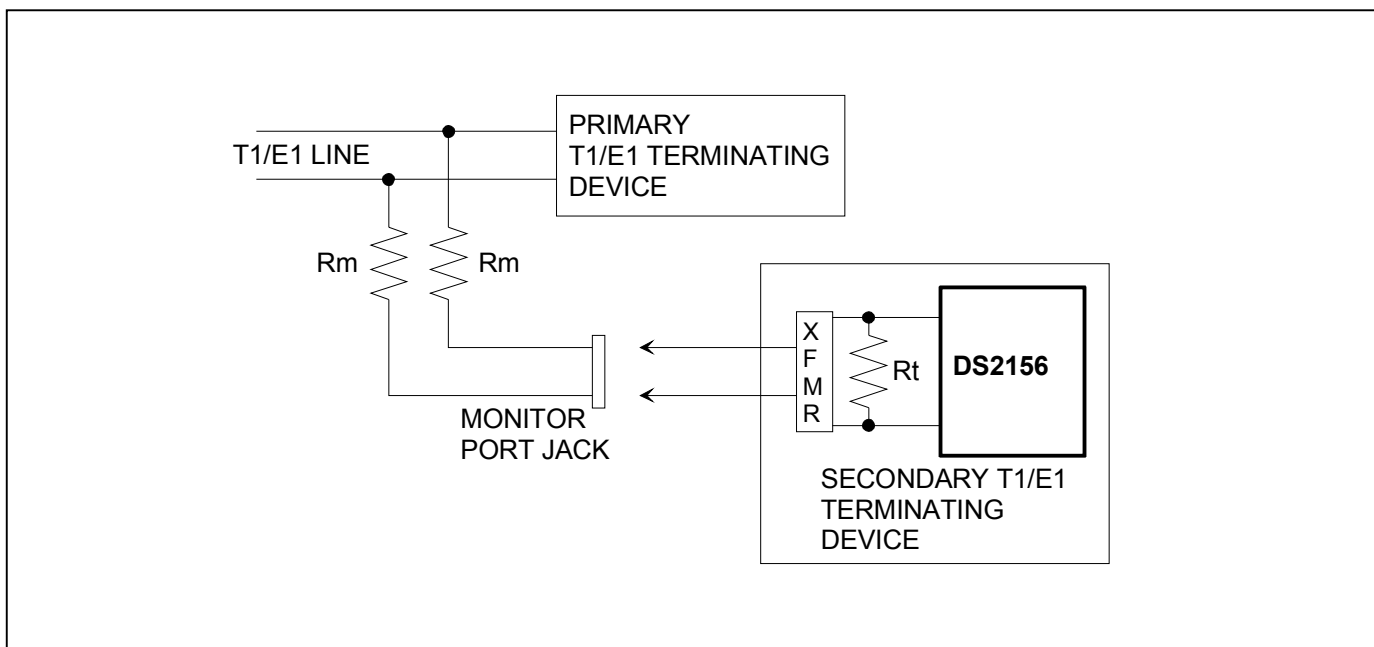 PRIMARY
T1/E1 TERMINATING
DEVICE
T1/E1 LINE
Rm
Rm
MONITOR
PORT JACK
X
F
M
R
Rt
DS2156
SECONDARY T1/E1
TERMINATING
DEVICE